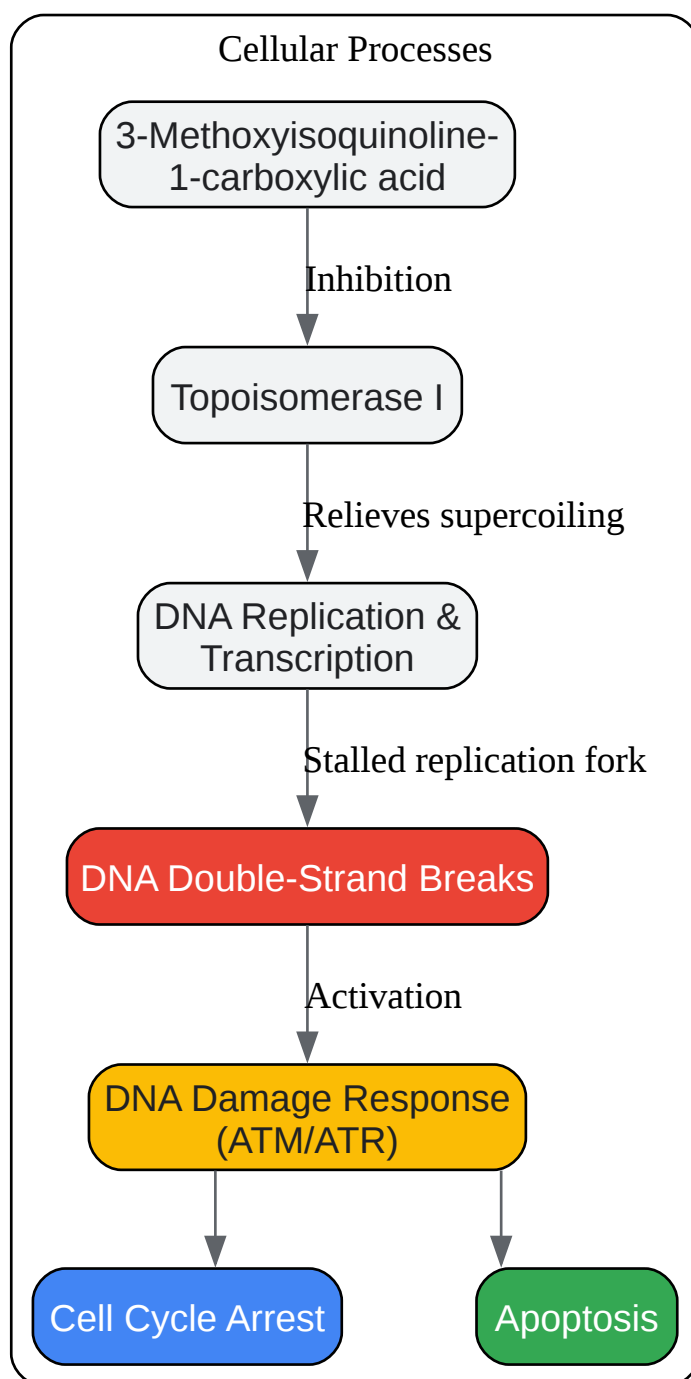 Cellular Processes
3-Methoxyisoquinoline-
1-carboxylic acid
Inhibition
Topoisomerase I
Relieves supercoiling
DNA Replication &
Transcription
Stalled replication fork
DNA Double-Strand Breaks
Activation
DNA Damage Response
(ATM/ATR)
Cell Cycle Arrest
Apoptosis